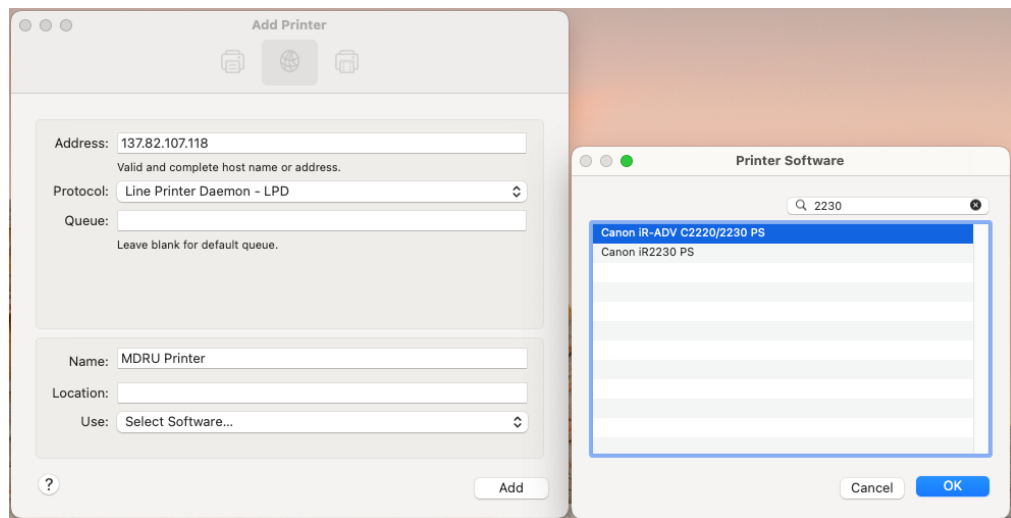 Add Printer
Address: 137.82.107.118
Valid and complete host name or address.
Protocol: Line Printer Daemon - LPD
Queue:
Leave blank for default queue.
Name: MDRU Printer
Location:
Use: Select Software...
?
Add
Printer Software
2230
Canon iR-ADV C2220/2230 PS
Canon iR2230 PS
Cancel
OK